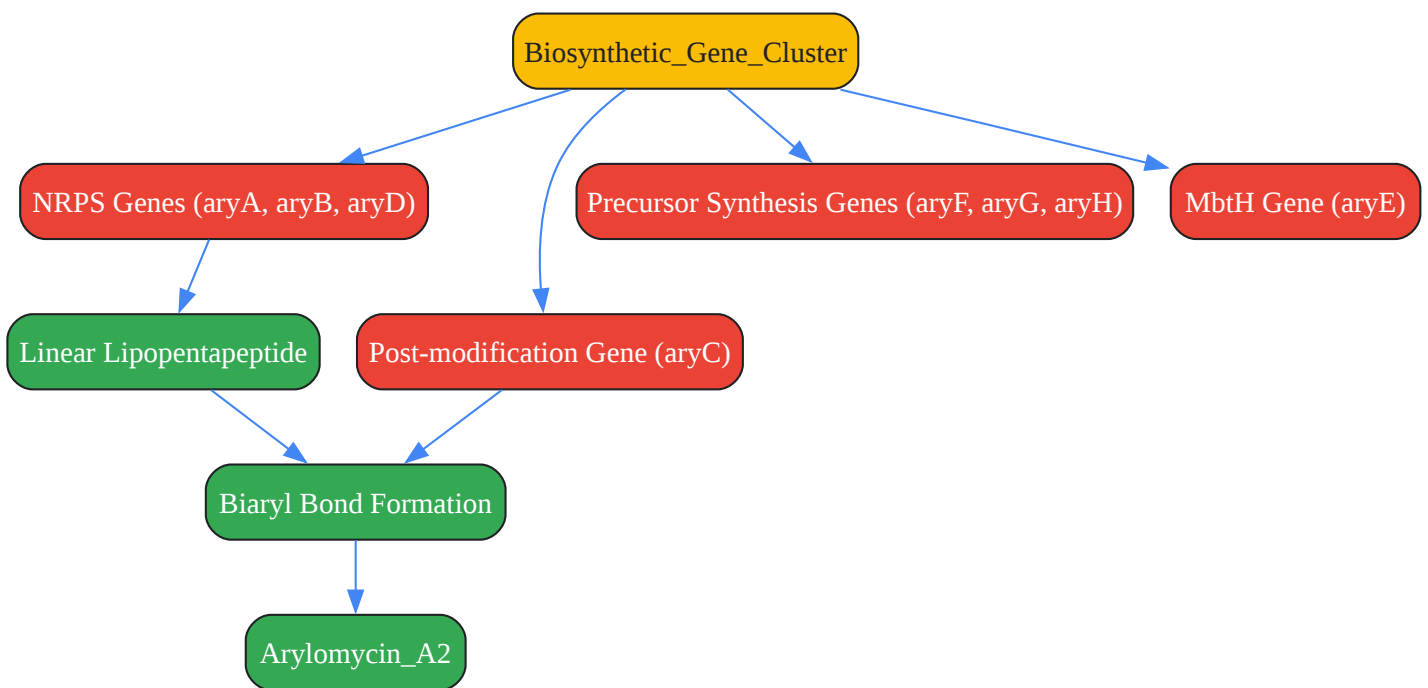 Biosynthetic_Gene_Cluster
NRPS Genes (aryA, aryB, aryD)
Precursor Synthesis Genes (aryF, aryG, aryH)
MbtH Gene (aryE)
Linear Lipopentapeptide
Post-modification Gene (aryC)
Biaryl Bond Formation
Arylomycin_A2